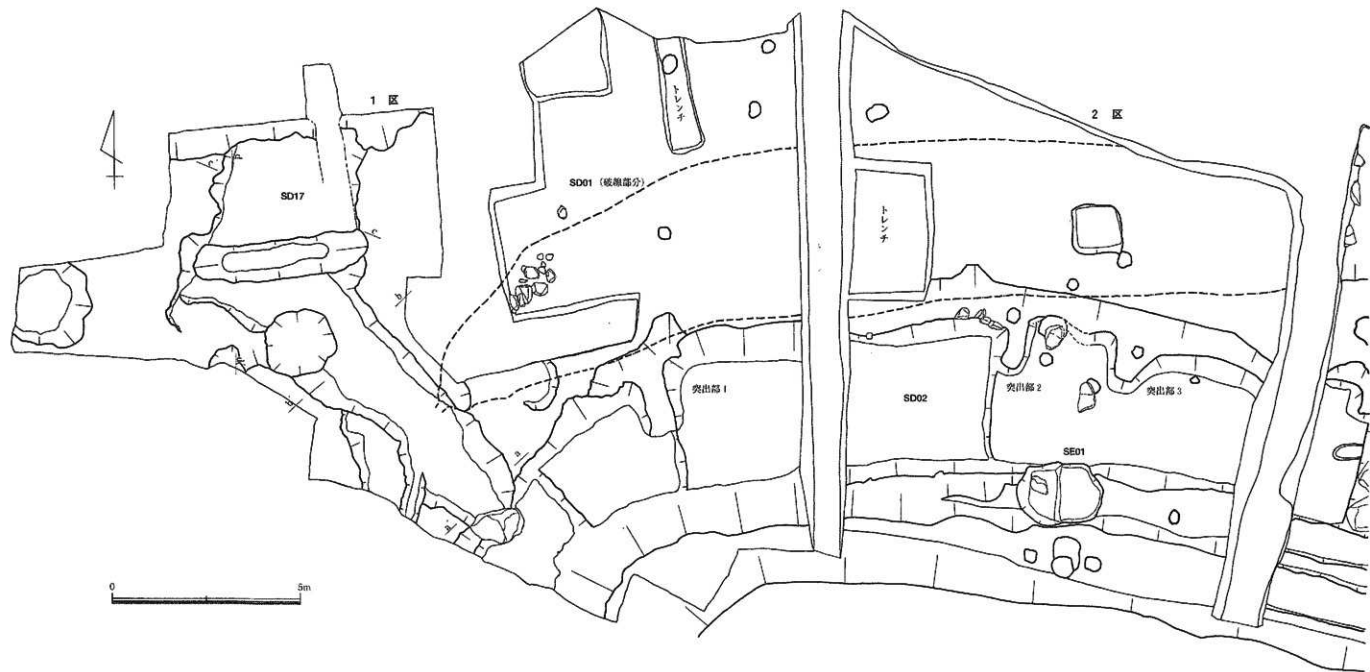 1 区
2 区
トレンチ
SD01 (破線部分)
SD17
トレンチ
突出部 1
SD02
突出部 2
突出部 3
SE01
0 5m